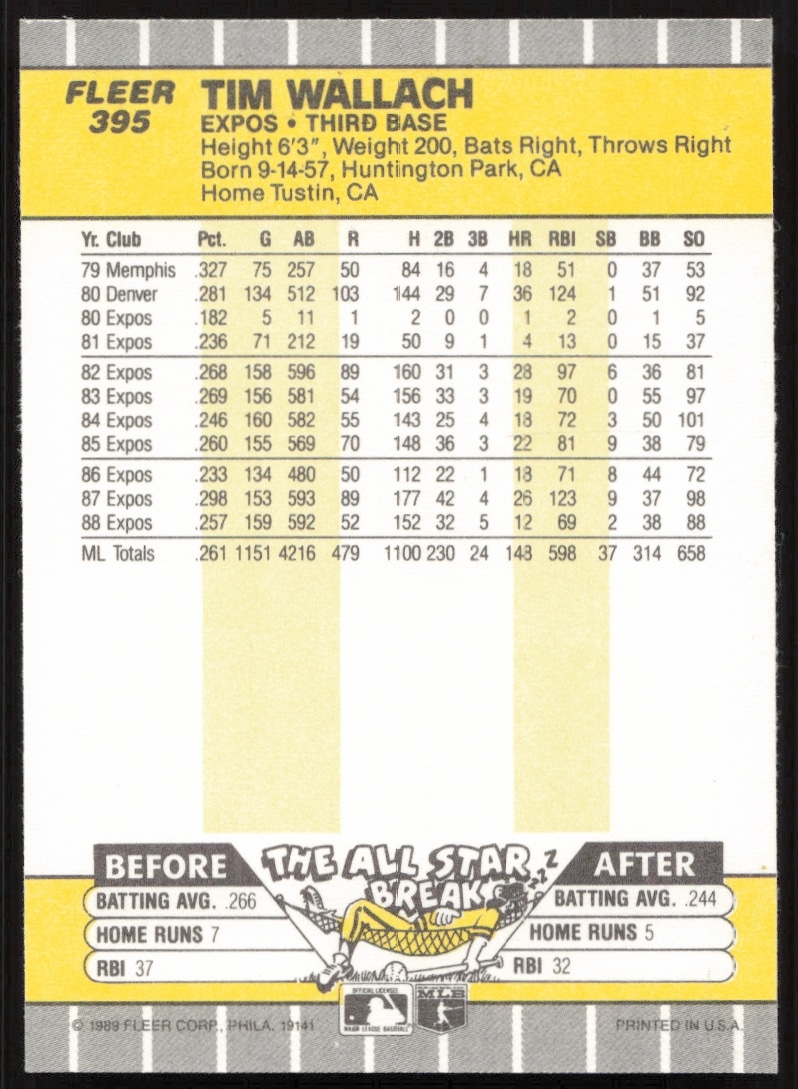 FLEER
395
TIM WALLACH
EXPOS • THIRD BASE
Height 6'3", Weight 200, Bats Right, Throws Right
Born 9-14-57, Huntington Park, CA
Home Tustin, CA
Yr. Club Pct. G AB R H 2B 3B HR RBI SB BB SO
79 Memphis .327 75 257 50 84 16 4 18 51 0 37 53
80 Denver .281 134 512 103 144 29 7 36 124 1 51 92
80 Expos .182 5 11 1 2 0 0 1 2 0 1 5
81 Expos .236 71 212 19 50 9 1 4 13 0 15 37
82 Expos .268 158 596 89 160 31 3 28 97 6 36 81
83 Expos .269 156 581 54 156 33 3 19 70 0 55 97
84 Expos .246 160 582 55 143 25 4 18 72 3 50 101
85 Expos .260 155 569 70 148 36 3 22 81 9 38 79
86 Expos .233 134 480 50 112 22 1 18 71 8 44 72
87 Expos .298 153 593 89 177 42 4 26 123 9 37 98
88 Expos .257 159 592 52 152 32 5 12 69 2 38 88
ML Totals .261 1151 4216 479 1100 230 24 148 598 37 314 658
THE ALL STAR
BREAK
ZZZ
BEFORE
BATTING AVG. .266
HOME RUNS 7
RBI 37
AFTER
BATTING AVG. .244
HOME RUNS 5
RBI 32
OFFICIAL LICENSEE
MAJOR LEAGUE BASEBALL
MLB
© 1989 FLEER CORP., PHILA. 19141
PRINTED IN U.S.A.